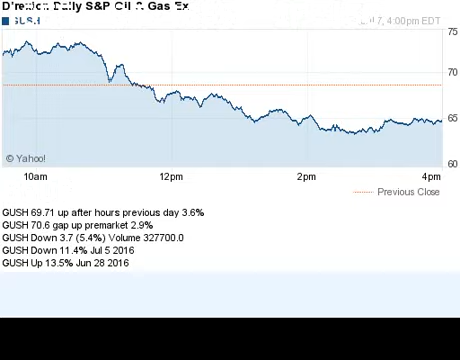 Daily S&P Gas Ex
GUSH 7, 4:00pm EDT
75
70
65
60
© Yahoo!
10am 12pm 2pm 4pm
Previous Close
GUSH 69.71 up after hours previous day 3.6%
GUSH 70.6 gap up premarket 2.9%
GUSH Down 3.7 (5.4%) Volume 327700.0
GUSH Down 11.4% Jul 5 2016
GUSH Up 13.5% Jun 28 2016